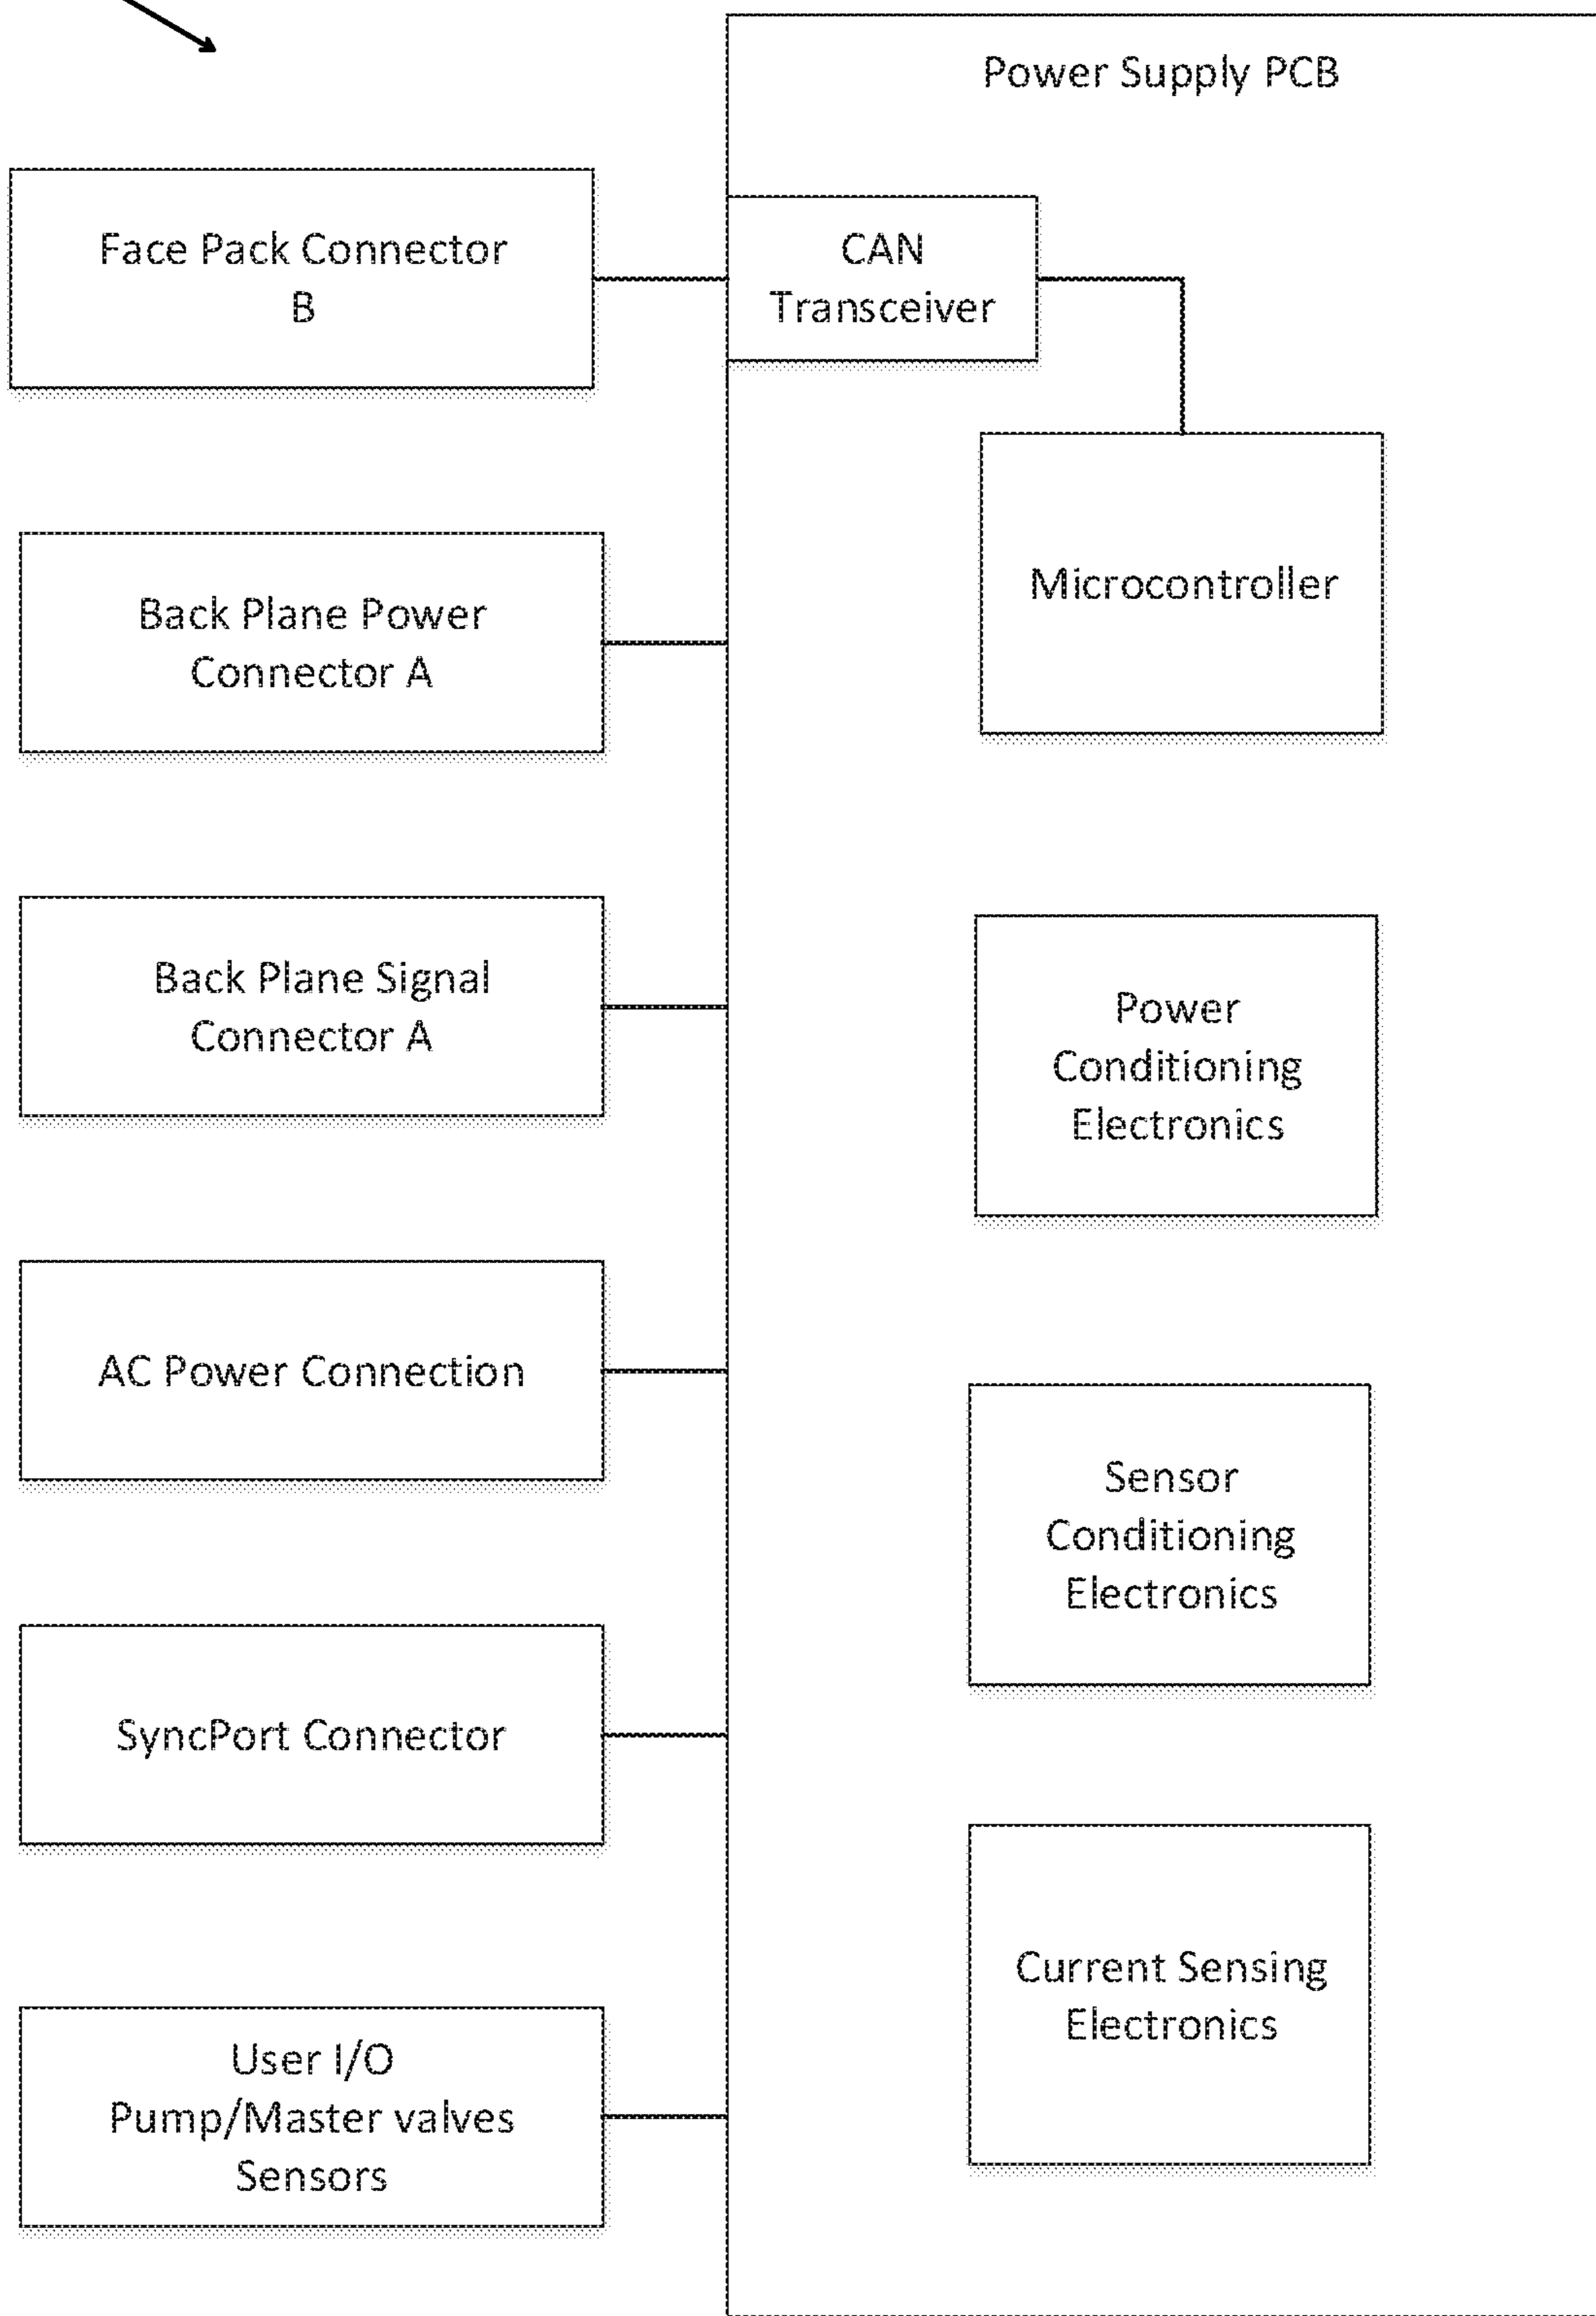 Power Supply PCB
Face Pack Connector
B
CAN
Transceiver
Microcontroller
Back Plane Power
Connector A
Back Plane Signal
Connector A
Power
Conditioning
Electronics
AC Power Connection
Sensor
Conditioning
Electronics
SyncPort Connector
Current Sensing
Electronics
User I/O
Pump/Master valves
Sensors